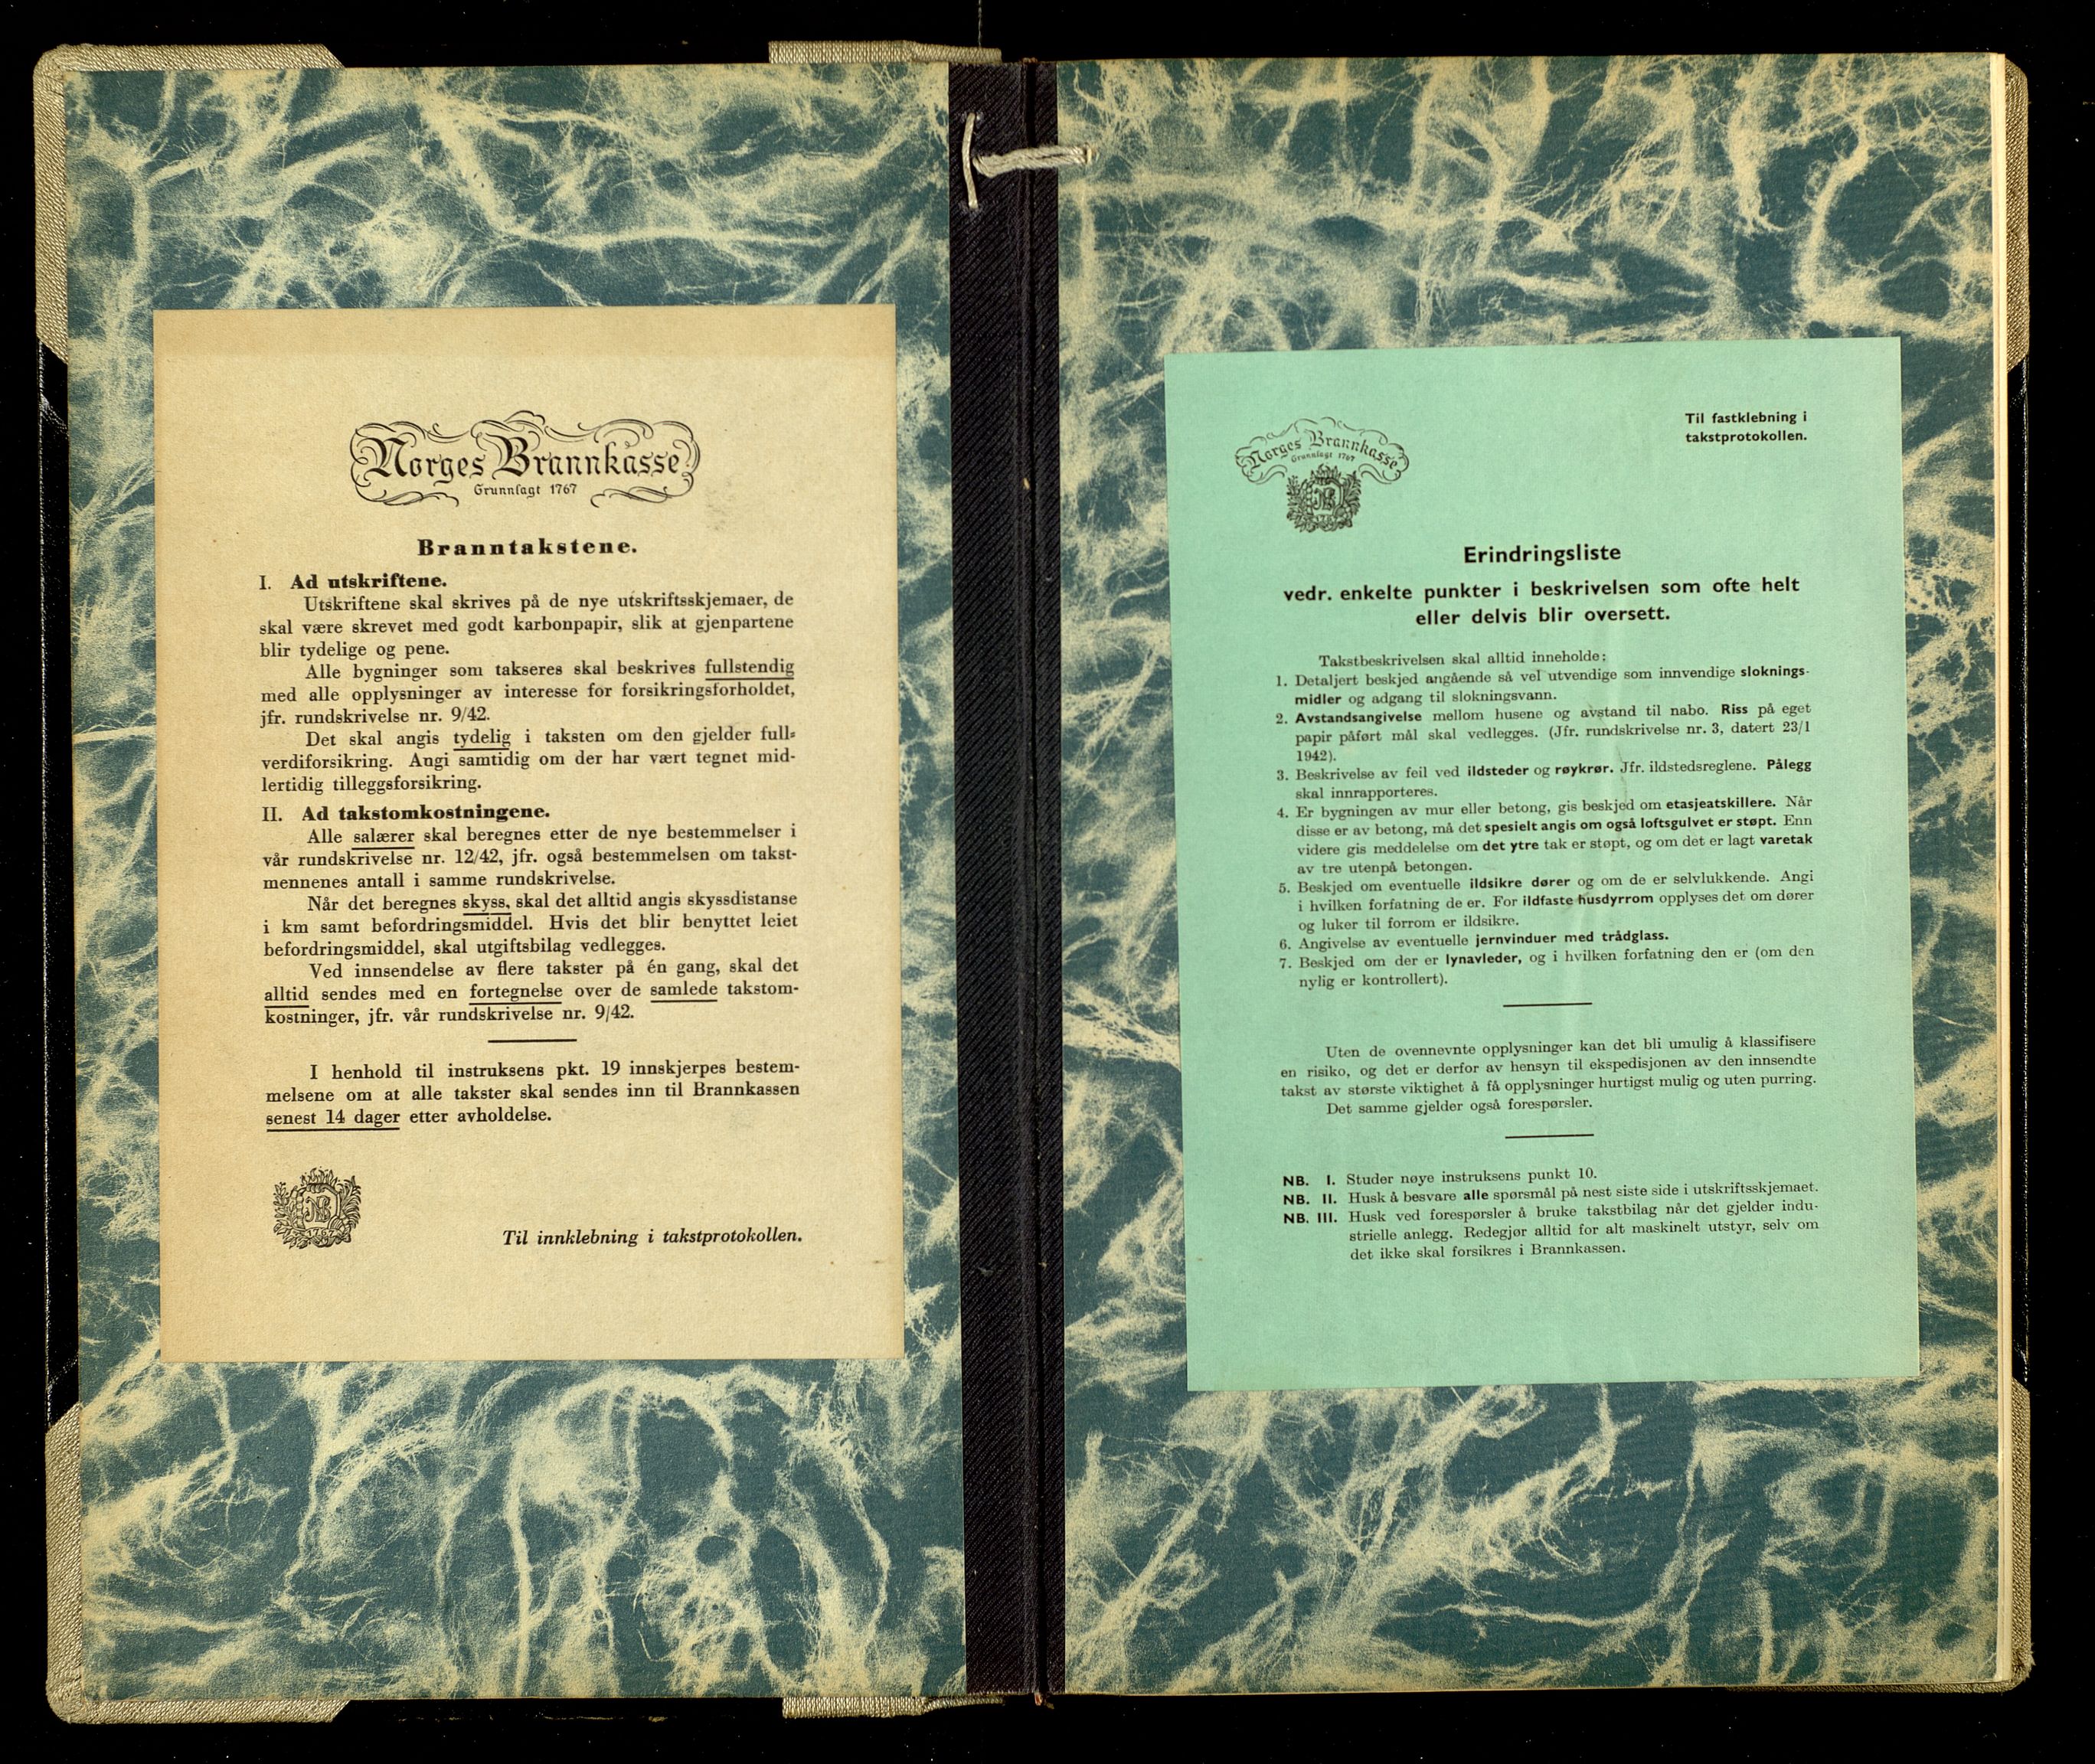 Norges Brannkasse
Grunnlagt 1767
Branntakstene.
I. Ad utskriftene.
Utskriftene skal skrives på de nye utskriftsskjemaer, de
skal være skrevet med godt karbonpapir, slik at gjenpartene
blir tydelige og pene.
Alle bygninger som takseres skal beskrives fullstendig
med alle opplysninger av interesse for forsikringsforholdet,
jfr. rundskrivelse nr. 9/42.
Det skal angis tydelig i taksten om den gjelder full-
verdiforsikring. Angi samtidig om der har vært tegnet mid-
lertidig tilleggsforsikring.
II. Ad takstomkostningene.
Alle salærer skal beregnes etter de nye bestemmelser i
vår rundskrivelse nr. 12/42, jfr. også bestemmelsen om takst-
mennenes antall i samme rundskrivelse.
Når det beregnes skyss, skal det alltid angis skyssdistanse
i km samt befordringsmiddel. Hvis det blir benyttet leiet
befordringsmiddel, skal utgiftsbilag vedlegges.
Ved innsendelse av flere takster på én gang, skal det
alltid sendes med en fortegnelse over de samlede takstom-
kostninger, jfr. vår rundskrivelse nr. 9/42.
I henhold til instruksens pkt. 19 innskjerpes bestem-
melsene om at alle takster skal sendes inn til Brannkassen
senest 14 dager etter avholdelse.
NB
1767
Til innklebning i takstprotokollen.
Til fastklebning i
takstprotokollen.
Norges Brannkasse
Grunnlagt 1767
NB
1767
Erindringsliste
vedr. enkelte punkter i beskrivelsen som ofte helt
eller delvis blir oversett.
Takstbeskrivelsen skal alltid inneholde:
1. Detaljert beskjed angående så vel utvendige som innvendige sloknings-
midler og adgang til slokningsvann.
2. Avstandsangivelse mellom husene og avstand til nabo. Riss på eget
papir påført mål skal vedlegges. (Jfr. rundskrivelse nr. 3, datert 23/1
1942).
3. Beskrivelse av feil ved ildsteder og røykrør. Jfr. ildstedsreglene. Pålegg
skal innrapporteres.
4. Er bygningen av mur eller betong, gis beskjed om etasjeatskillere. Når
disse er av betong, må det spesielt angis om også loftsgulvet er støpt. Enn
videre gis meddelelse om det ytre tak er støpt, og om det er lagt varetak
av tre utenpå betongen.
5. Beskjed om eventuelle ildsikre dører og om de er selvlukkende. Angi
i hvilken forfatning de er. For ildfaste husdyrrom opplyses det om dører
og luker til forrom er ildsikre.
6. Angivelse av eventuelle jernvinduer med trådglass.
7. Beskjed om der er lynavleder, og i hvilken forfatning den er (om den
nylig er kontrollert).
Uten de ovennevnte opplysninger kan det bli umulig å klassifisere
en risiko, og det er derfor av hensyn til ekspedisjonen av den innsendte
takst av største viktighet å få opplysninger hurtigst mulig og uten purring.
Det samme gjelder også forespørsler.
NB. I. Studer nøye instruksens punkt 10.
NB. II. Husk å besvare alle spørsmål på nest siste side i utskriftsskjemaet.
NB. III. Husk ved forespørsler å bruke takstbilag når det gjelder indu-
strielle anlegg. Redegjør alltid for alt maskinelt utstyr, selv om
det ikke skal forsikres i Brannkassen.